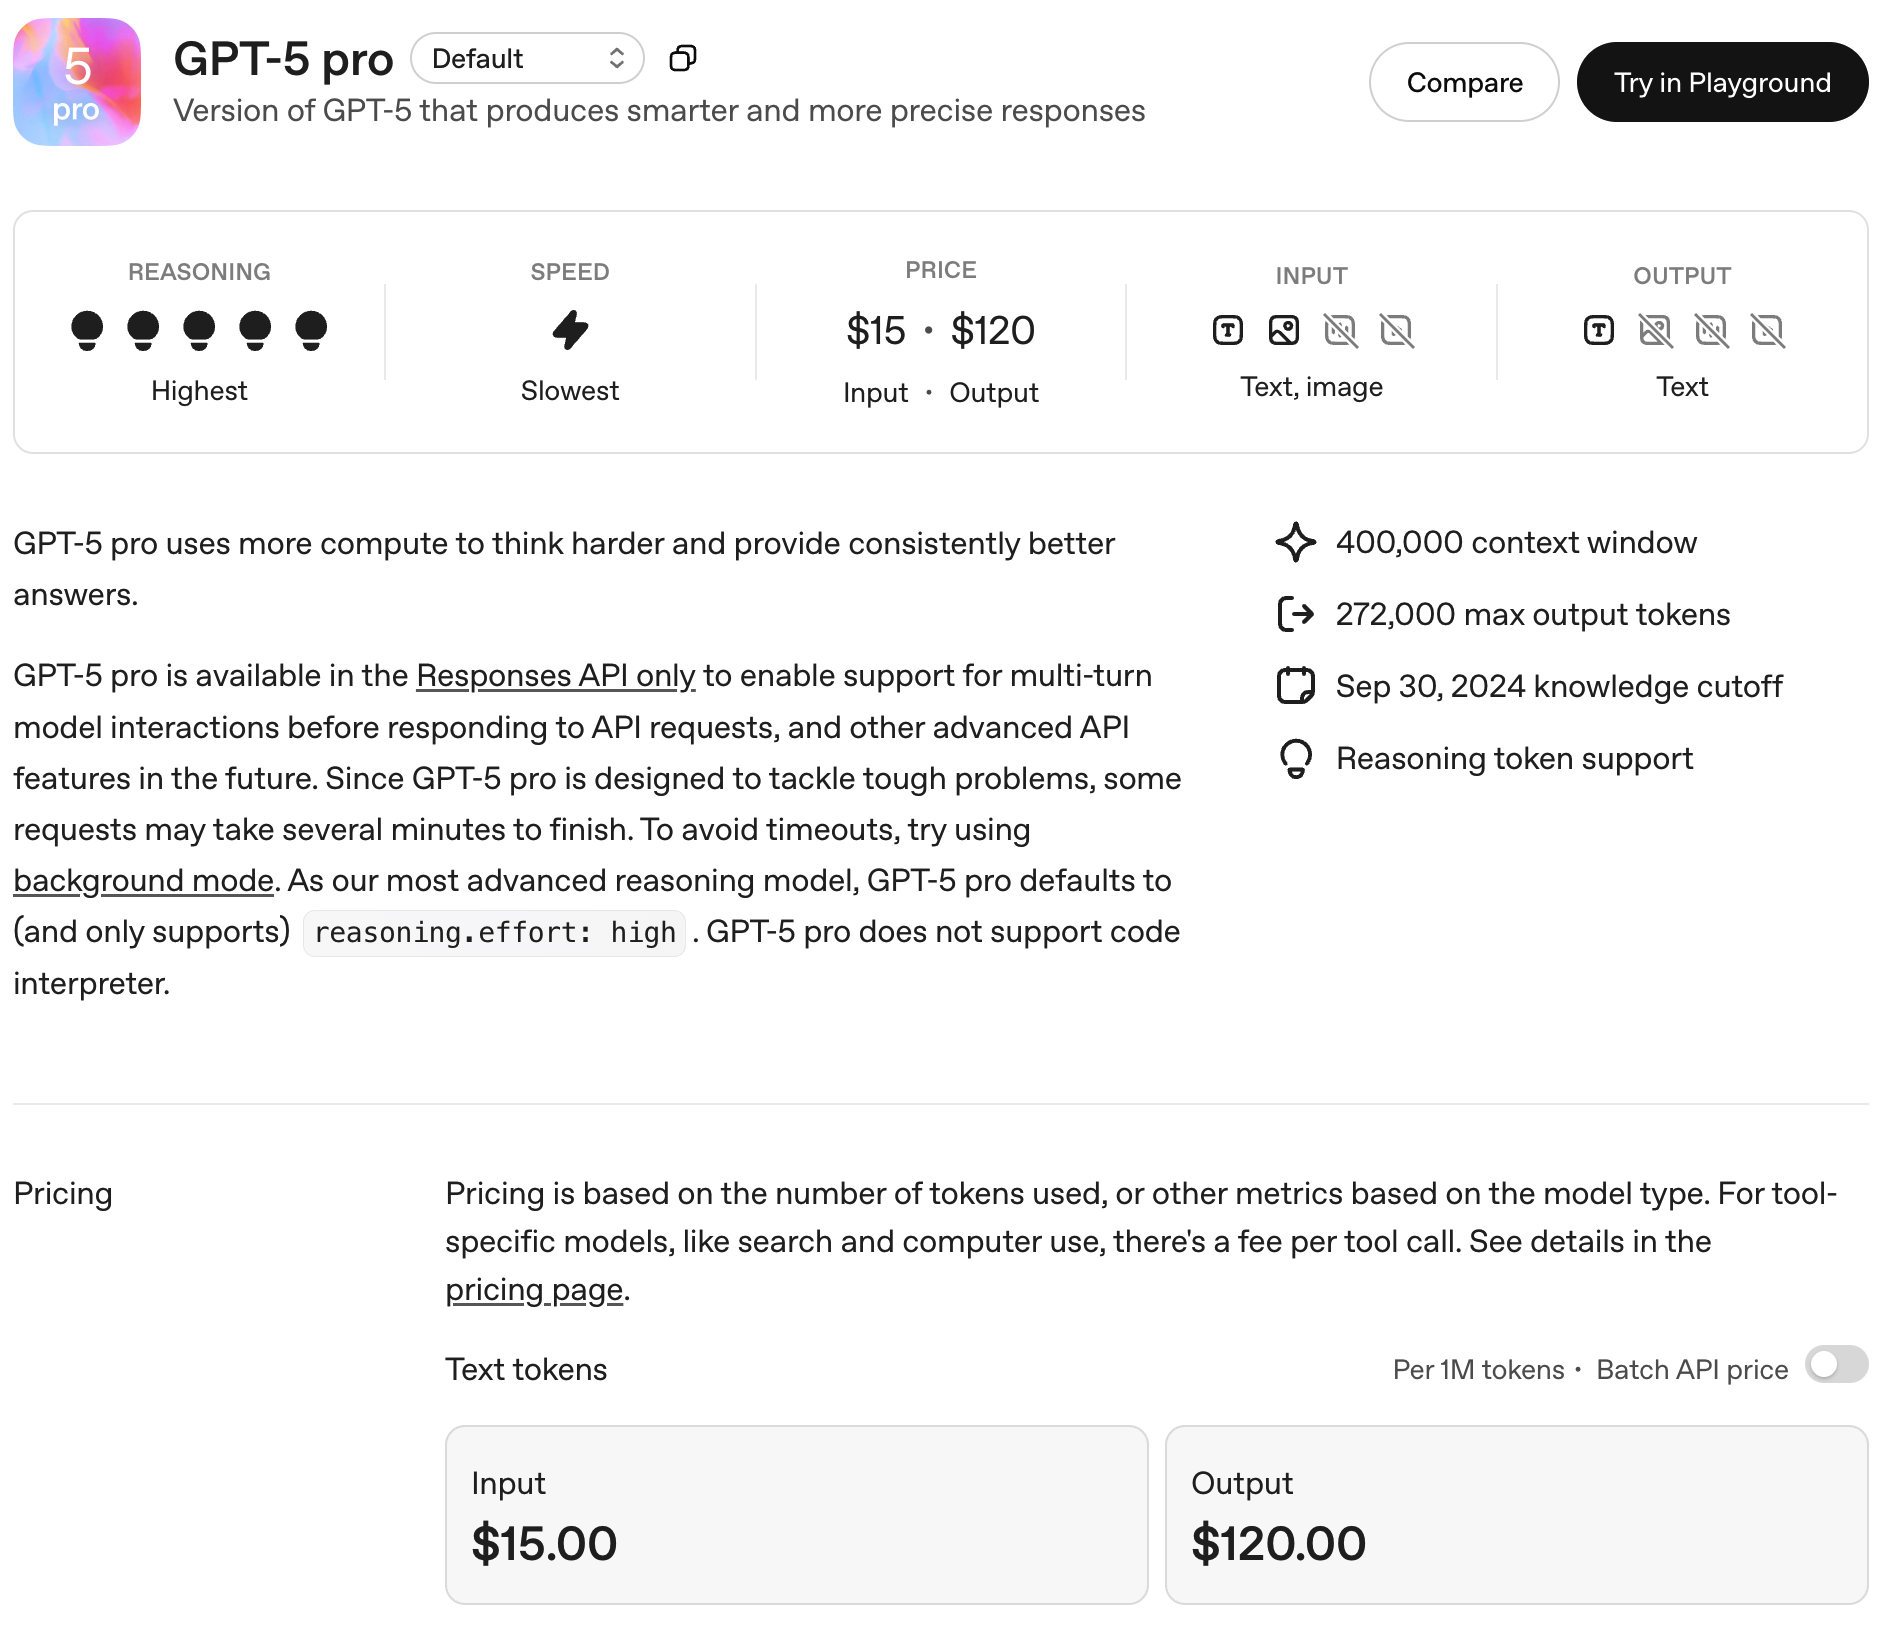 5
pro
GPT-5 pro
Default
Version of GPT-5 that produces smarter and more precise responses
Compare
Try in Playground
REASONING
Highest
SPEED
Slowest
PRICE
$15 • $120
Input • Output
INPUT
Text, image
OUTPUT
Text
GPT-5 pro uses more compute to think harder and provide consistently better
answers.
GPT-5 pro is available in the Responses API only to enable support for multi-turn
model interactions before responding to API requests, and other advanced API
features in the future. Since GPT-5 pro is designed to tackle tough problems, some
requests may take several minutes to finish. To avoid timeouts, try using
background mode. As our most advanced reasoning model, GPT-5 pro defaults to
(and only supports) reasoning.effort: high . GPT-5 pro does not support code
interpreter.
400,000 context window
272,000 max output tokens
Sep 30, 2024 knowledge cutoff
Reasoning token support
Pricing
Pricing is based on the number of tokens used, or other metrics based on the model type. For tool-
specific models, like search and computer use, there's a fee per tool call. See details in the
pricing page.
Text tokens
Per 1M tokens • Batch API price
Input
$15.00
Output
$120.00